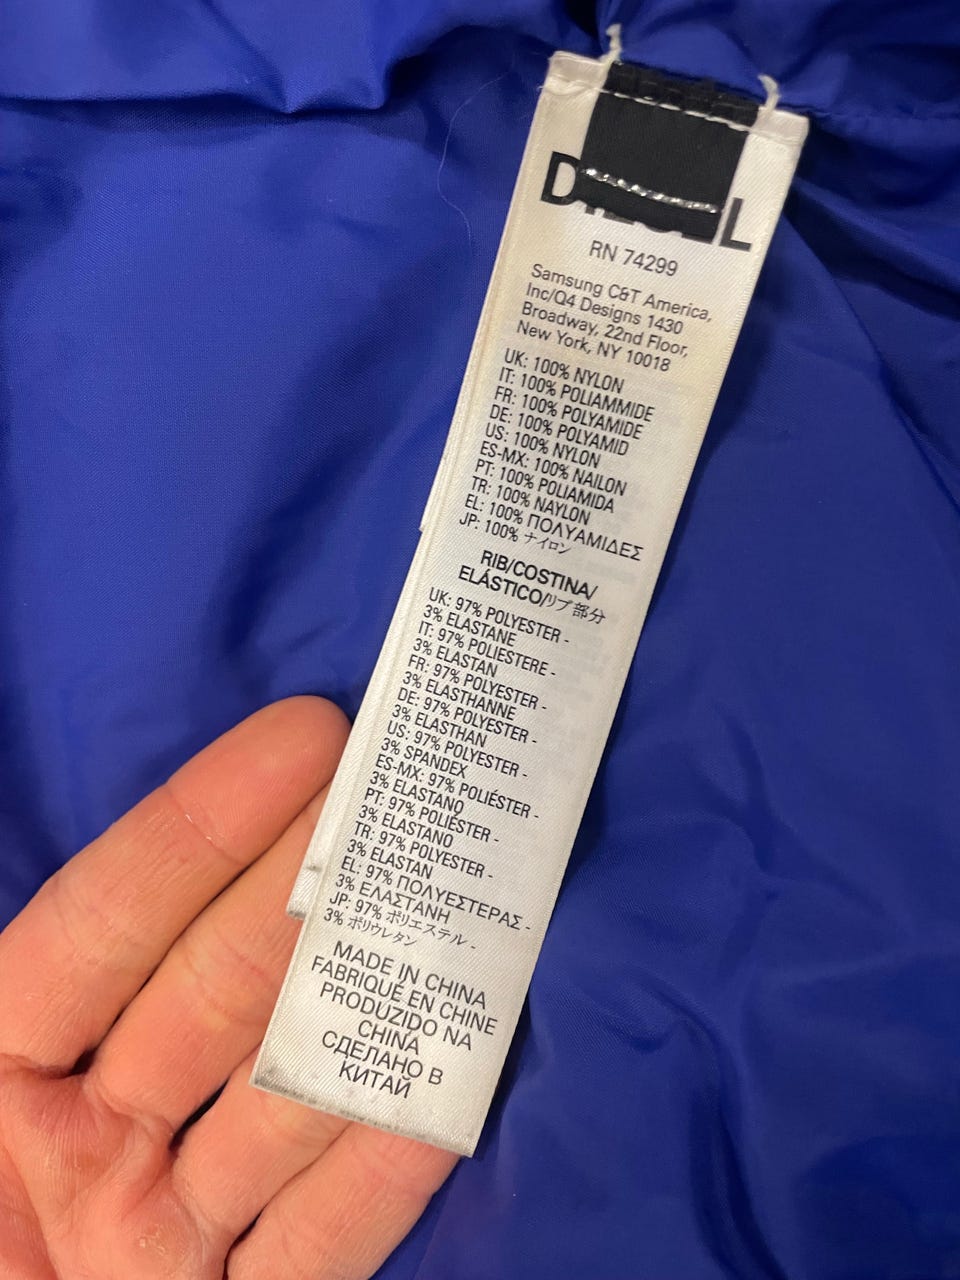 DIESEL
RN 74299
Samsung C&T America,
Inc/Q4 Designs 1430
Broadway, 22nd Floor,
New York, NY 10018
UK: 100% NYLON
IT: 100% POLIAMMIDE
FR: 100% POLYAMIDE
DE: 100% POLYAMID
US: 100% NYLON
ES-MX: 100% NAILON
PT: 100% POLIAMIDA
TR: 100% NAYLON
EL: 100% ΠΟΛΥΑΜΙΔΕΣ
JP: 100% ナイロン
RIB/COSTINA/
ELÁSTICO/リブ部分
UK: 97% POLYESTER -
3% ELASTANE
IT: 97% POLIESTERE -
3% ELASTAN
FR: 97% POLYESTER -
3% ELASTHANNE
DE: 97% POLYESTER -
3% ELASTHAN
US: 97% POLYESTER -
3% SPANDEX
ES-MX: 97% POLIÉSTER -
3% ELASTANO
PT: 97% POLIÉSTER -
3% ELASTANO
TR: 97% POLYESTER -
3% ELASTAN
EL: 97% ΠΟΛΥΕΣΤΕΡΑΣ -
3% ΕΛΑΣΤΑΝΗ
JP: 97% ポリエステル -
3% ポリウレタン
MADE IN CHINA
FABRIQUÉ EN CHINE
PRODUZIDO NA
CHINA
СДЕЛАНО В
КИТАЙ